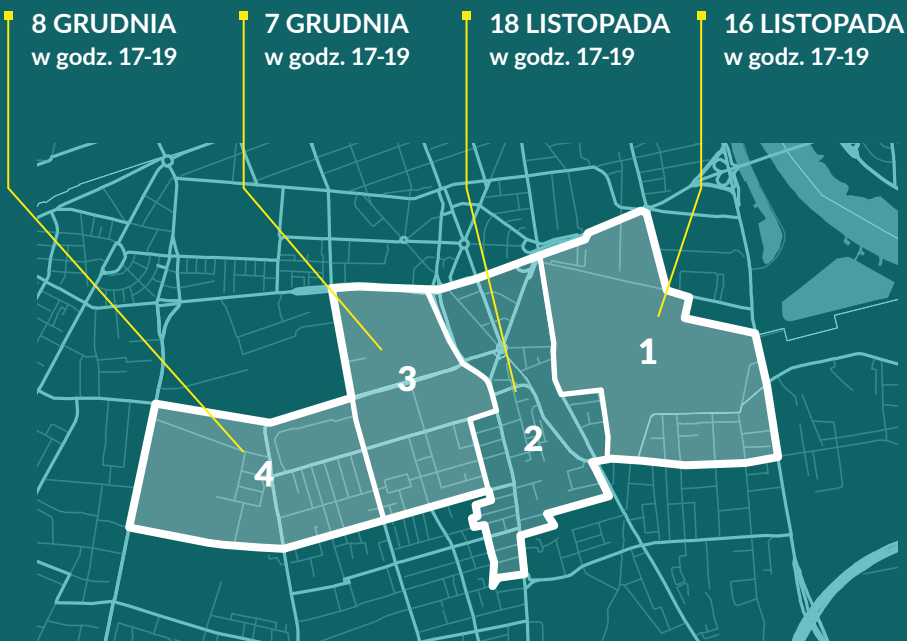 8 GRUDNIA
w godz. 17-19
7 GRUDNIA
w godz. 17-19
18 LISTOPADA
w godz. 17-19
16 LISTOPADA
w godz. 17-19
1
3
2
4